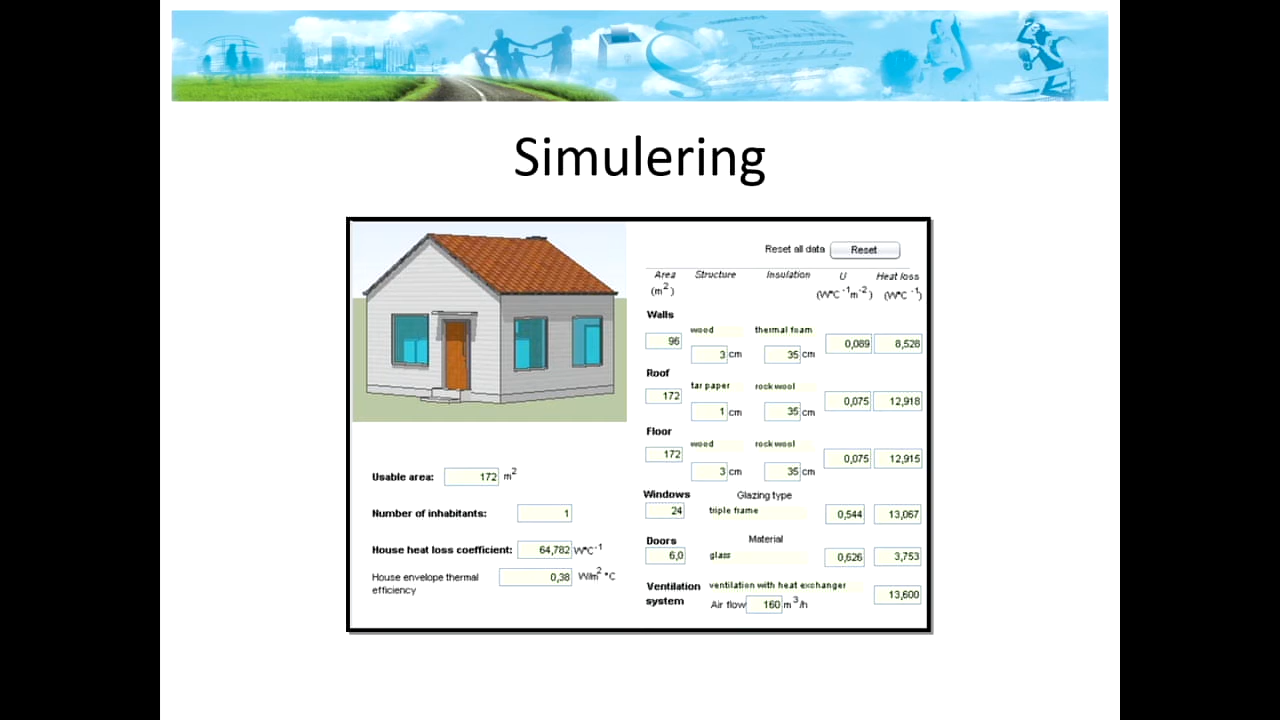 Simulering
Reset all data Reset
Area Structure Insulation U Heat loss
(m²) (W°C⁻¹m⁻²) (W°C⁻¹)
Walls
96 wood thermal foam 0,089 8,528
3 cm 35 cm
Roof
172 tar paper rock wool 0,075 12,918
1 cm 35 cm
Floor
172 wood rock wool 0,075 12,915
3 cm 35 cm
Windows Glazing type
24 triple frame 0,544 13,067
Doors Material
6,0 glass 0,626 3,753
Ventilation system ventilation with heat exchanger 13,600
Air flow 160 m³/h
Usable area: 172 m²
Number of inhabitants: 1
House heat loss coefficient: 64,782 W°C⁻¹
House envelope thermal 0,38 W/m²°C
efficiency